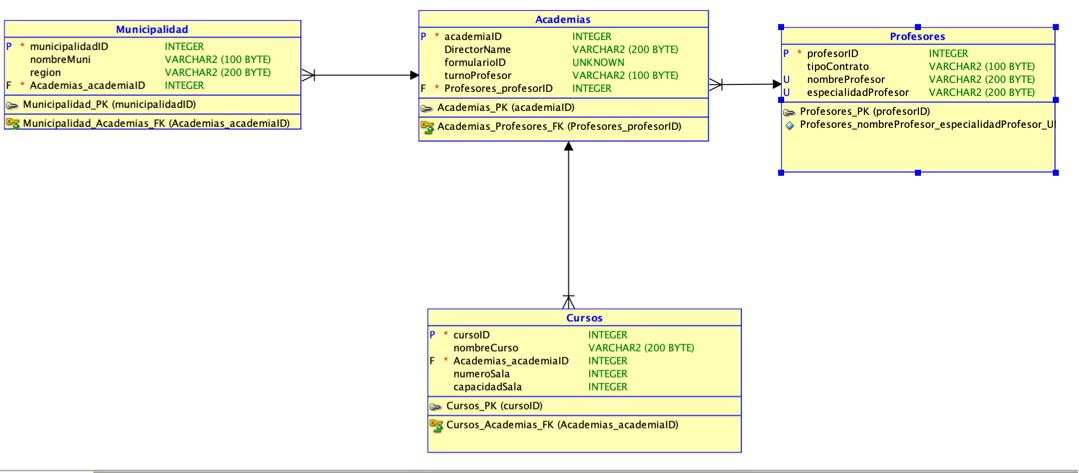 Municipalidad
P * municipalidadID INTEGER
nombreMuni VARCHAR2 (100 BYTE)
region VARCHAR2 (200 BYTE)
F * Academias_academiaID INTEGER
Municipalidad_PK (municipalidadID)
Municipalidad_Academias_FK (Academias_academiaID)
Academias
P * academiaID INTEGER
DirectorName VARCHAR2 (200 BYTE)
formularioID UNKNOWN
turnoProfesor VARCHAR2 (100 BYTE)
F * Profesores_profesorID INTEGER
Academias_PK (academiaID)
Academias_Profesores_FK (Profesores_profesorID)
Profesores
P * profesorID INTEGER
tipoContrato VARCHAR2 (100 BYTE)
U nombreProfesor VARCHAR2 (200 BYTE)
U especialidadProfesor VARCHAR2 (200 BYTE)
Profesores_PK (profesorID)
Profesores_nombreProfesor_especialidadProfesor_U
Cursos
P * cursoID INTEGER
nombreCurso VARCHAR2 (200 BYTE)
F * Academias_academiaID INTEGER
numeroSala INTEGER
capacidadSala INTEGER
Cursos_PK (cursoID)
Cursos_Academias_FK (Academias_academiaID)